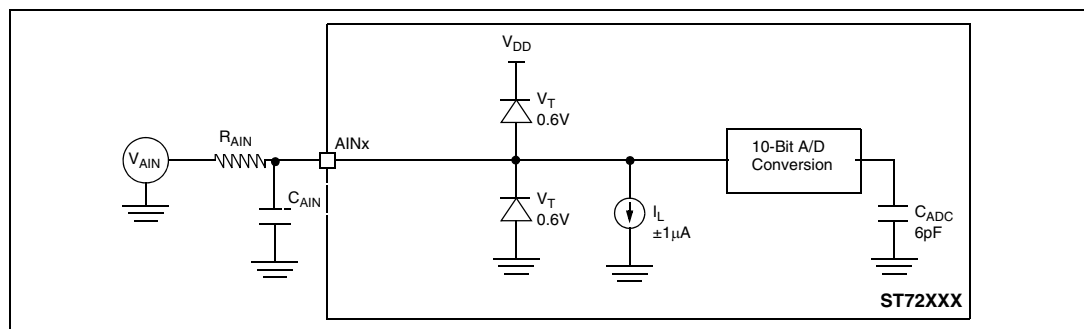 V_DD
V_T
0.6V
R_AIN
AINx
V_AIN
10-Bit A/D
Conversion
C_AIN
V_T
0.6V
I_L
±1μA
C_ADC
6pF
ST72XXX